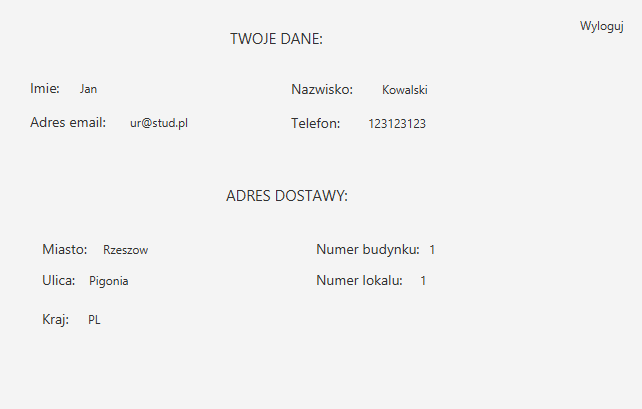 Wyloguj
TWOJE DANE:
Imie: Jan Nazwisko: Kowalski
Adres email: ur@stud.pl Telefon: 123123123
ADRES DOSTAWY:
Miasto: Rzeszow Numer budynku: 1
Ulica: Pigonia Numer lokalu: 1
Kraj: PL